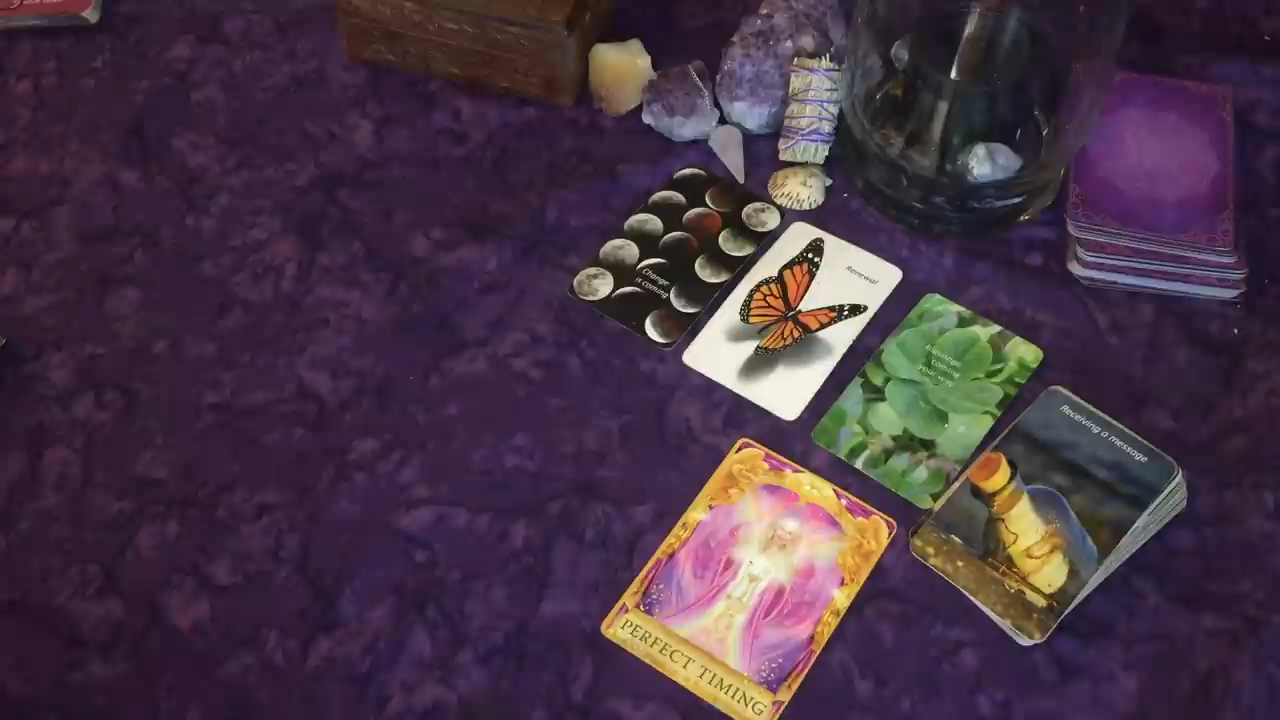 Change
is coming
Renewal
Blessings
coming
your way
Receiving a message
PERFECT TIMING